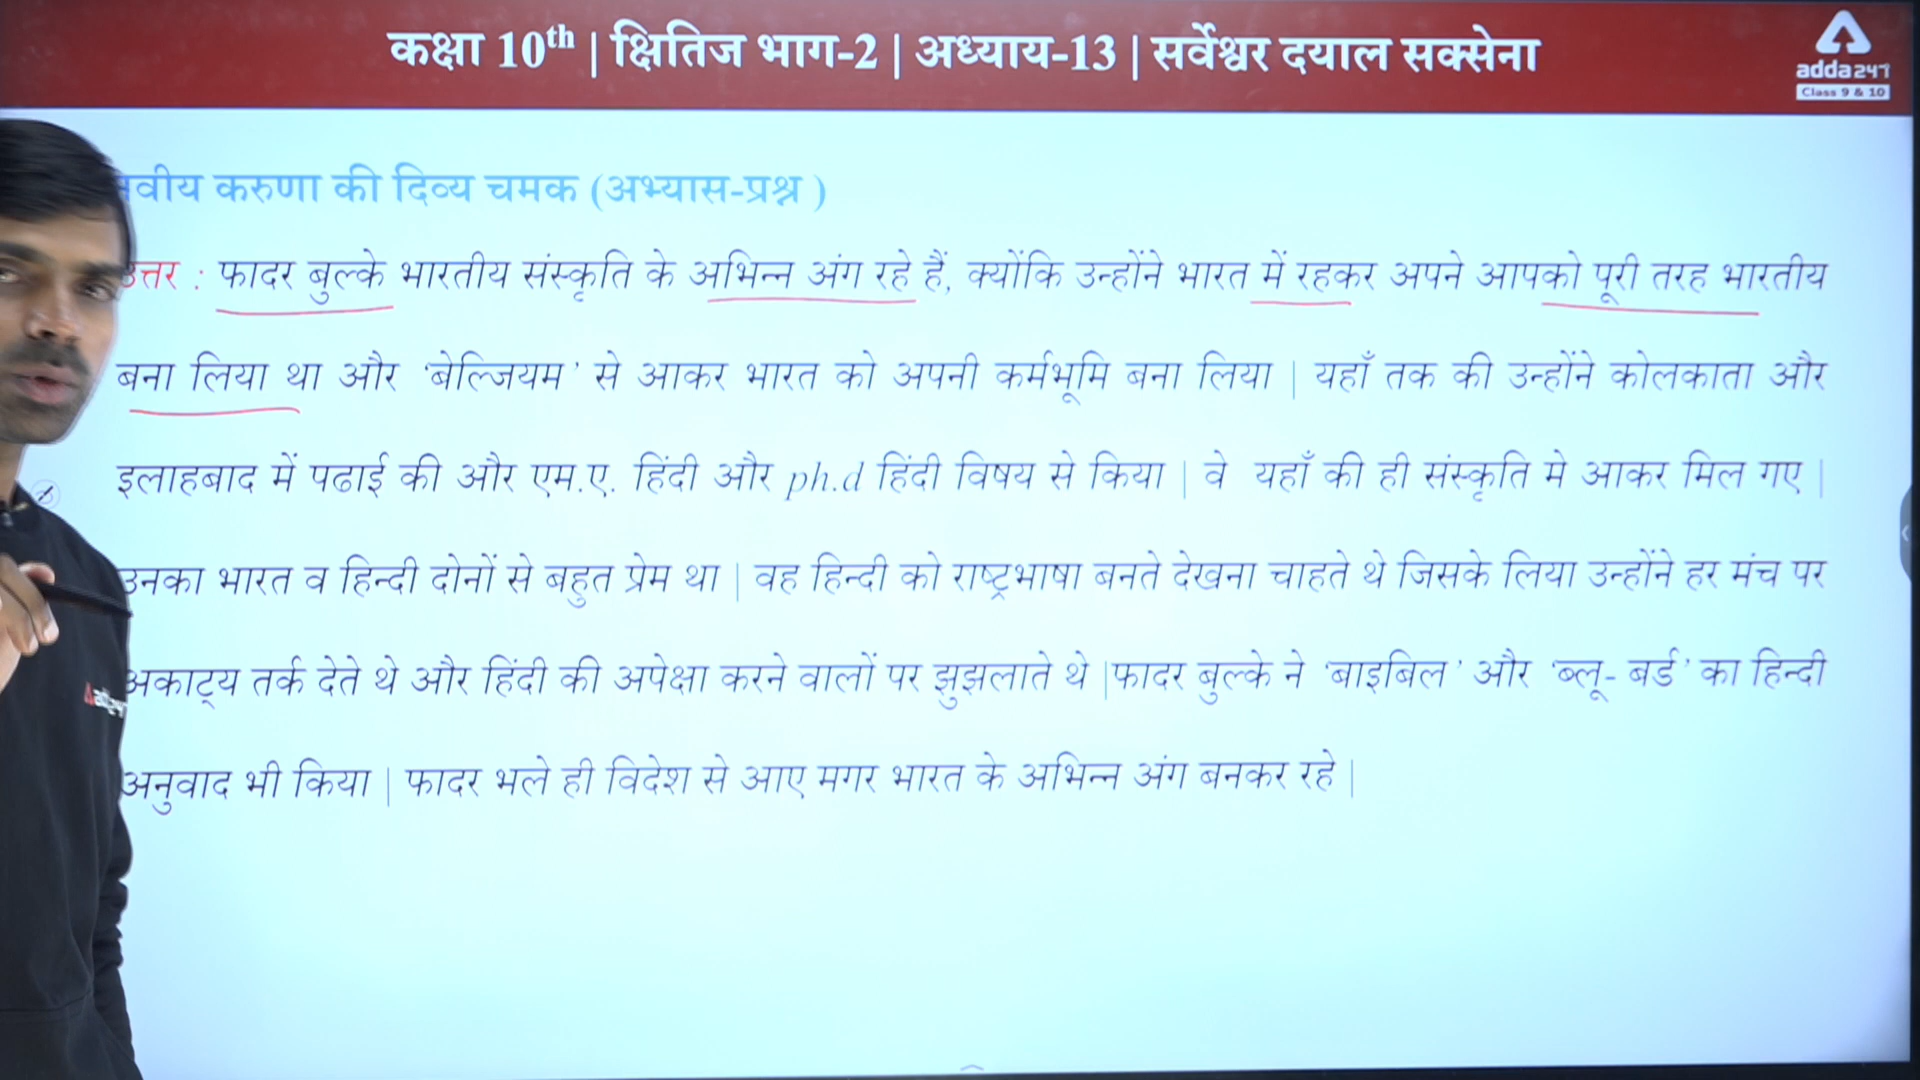 कक्षा 10th | क्षितिज भाग-2 | अध्याय-13 | सर्वेश्वर दयाल सक्सेना
adda247
Class 9 & 10
करुणा की दिव्य चमक (अभ्यास-प्रश्न )
उत्तर : फादर बुल्के भारतीय संस्कृति के अभिन्न अंग रहे हैं, क्योंकि उन्होंने भारत में रहकर अपने आपको पूरी तरह भारतीय
बना लिया था और 'बेल्जियम' से आकर भारत को अपनी कर्मभूमि बना लिया | यहाँ तक की उन्होंने कोलकाता और
इलाहबाद में पढाई की और एम.ए. हिंदी और ph.d हिंदी विषय से किया | वे यहाँ की ही संस्कृति मे आकर मिल गए |
उनका भारत व हिन्दी दोनों से बहुत प्रेम था | वह हिन्दी को राष्ट्रभाषा बनते देखना चाहते थे जिसके लिया उन्होंने हर मंच पर
अकाट्य तर्क देते थे और हिंदी की अपेक्षा करने वालों पर झुझलाते थे |फादर बुल्के ने 'बाइबिल' और 'ब्लू- बर्ड' का हिन्दी
अनुवाद भी किया | फादर भले ही विदेश से आए मगर भारत के अभिन्न अंग बनकर रहे |